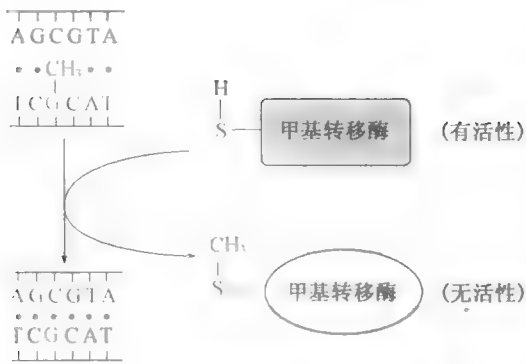 AGCGTA
CH₃
TCGCAT
H
S
甲基转移酶 (有活性)
CH₃
S
甲基转移酶 (无活性)
AGCGTA
TCGCAT